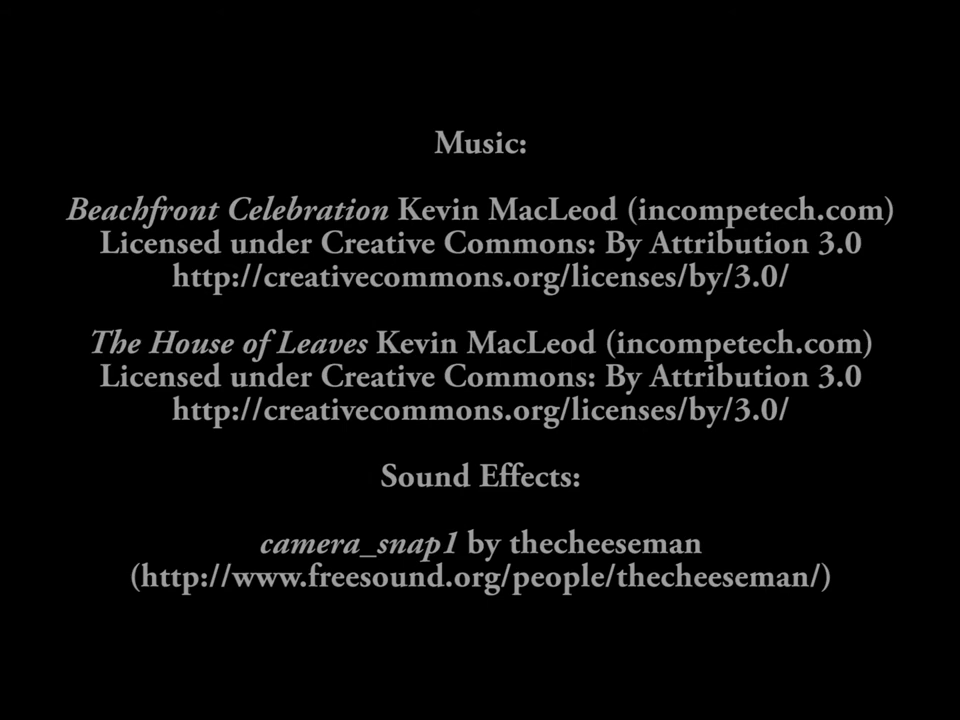 Music:
Beachfront Celebration Kevin MacLeod (incompetech.com)
Licensed under Creative Commons: By Attribution 3.0
http://creativecommons.org/licenses/by/3.0/
The House of Leaves Kevin MacLeod (incompetech.com)
Licensed under Creative Commons: By Attribution 3.0
http://creativecommons.org/licenses/by/3.0/
Sound Effects:
camera_snap1 by thecheeseman
(http://www.freesound.org/people/thecheeseman/)